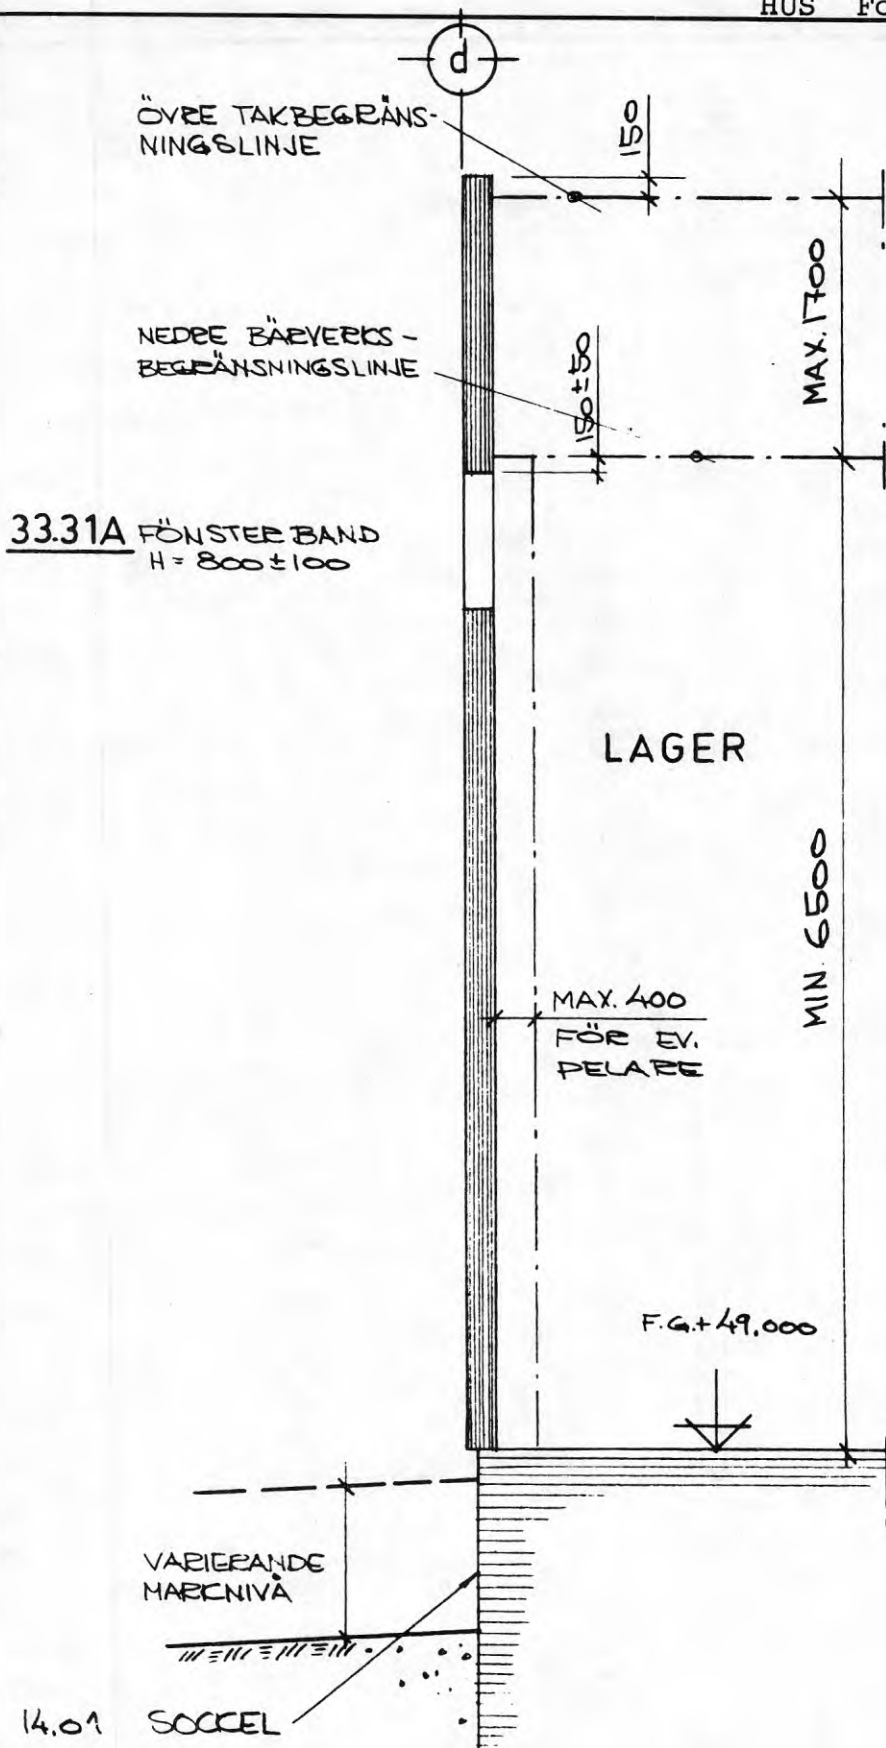 HUS
d
ÖVRE TAKBEGRÄNS-
NINGSLINJE
150
MAX. 1700
NEDRE BÄRVERKS-
BEGRÄNSNINGSLINJE
150±50
33.31A FÖNSTERBAND
H = 800±100
LAGER
MIN. 6500
MAX. 400
FÖR EV.
PELARE
F.G.+49.000
VARIERANDE
MARKNIVÅ
14.01 SOCKEL